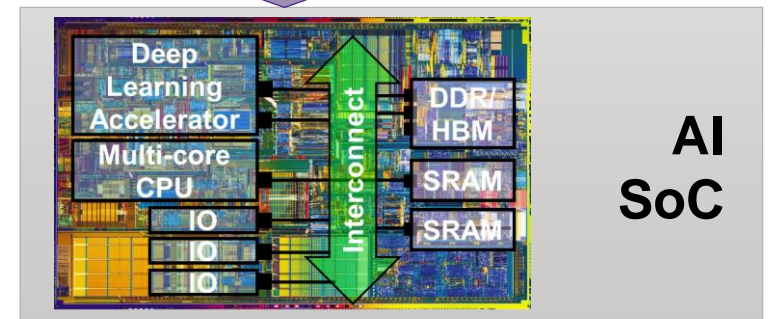 Deep
Learning
Accelerator
Multi-core
CPU
IO
IO
IO
Interconnect
DDR/
HBM
SRAM
SRAM
AI
SoC